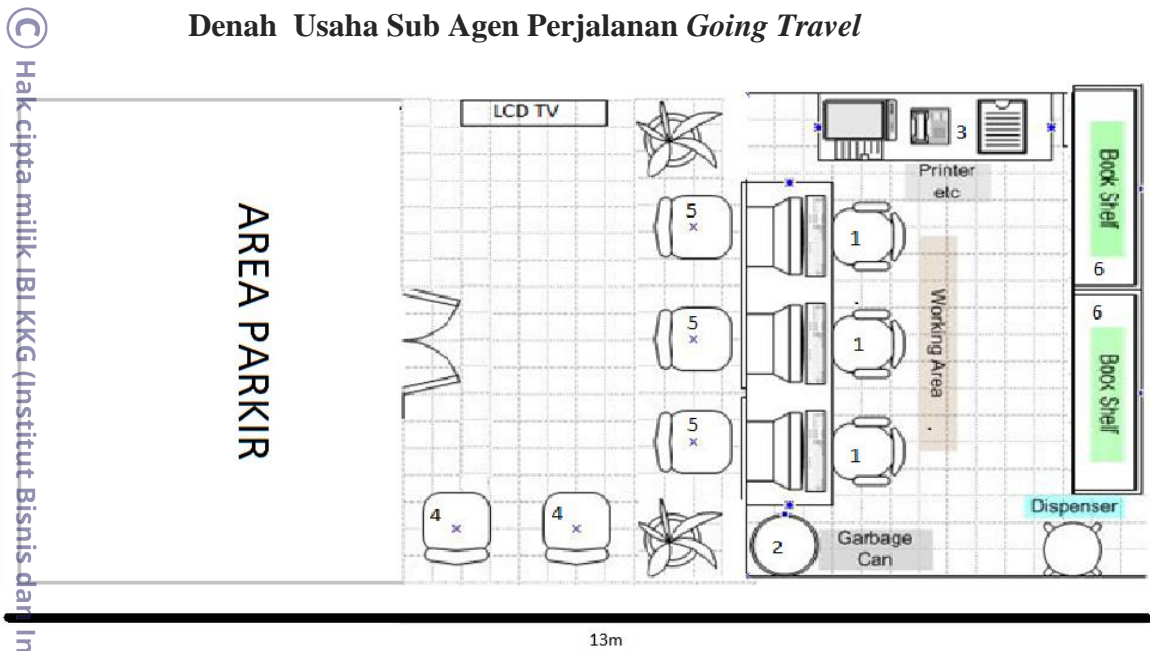 Denah Usaha Sub Agen Perjalanan Going Travel
© Hak cipta milik IBI KKG (Institut Bisnis dan In
AREA PARKIR
LCD TV
3
Printer
etc
Book Shelf
6
6
Book Shelf
5
5
5
1
1
1
Working Area
4
4
2
Garbage
Can
Dispenser
13m